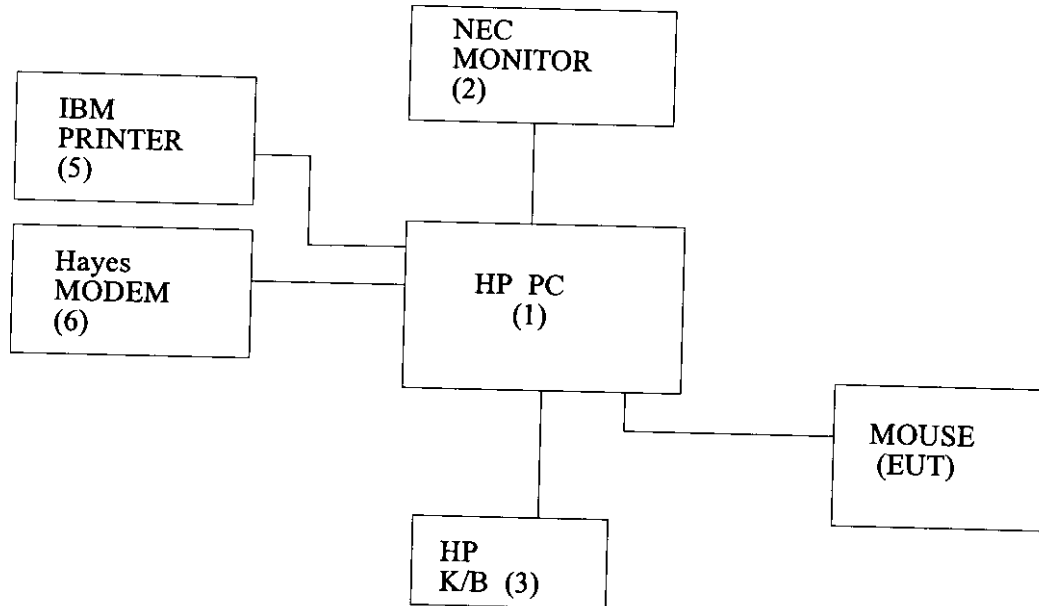 NEC
MONITOR
(2)
IBM
PRINTER
(5)
Hayes
MODEM
(6)
HP PC
(1)
MOUSE
(EUT)
HP
K/B (3)